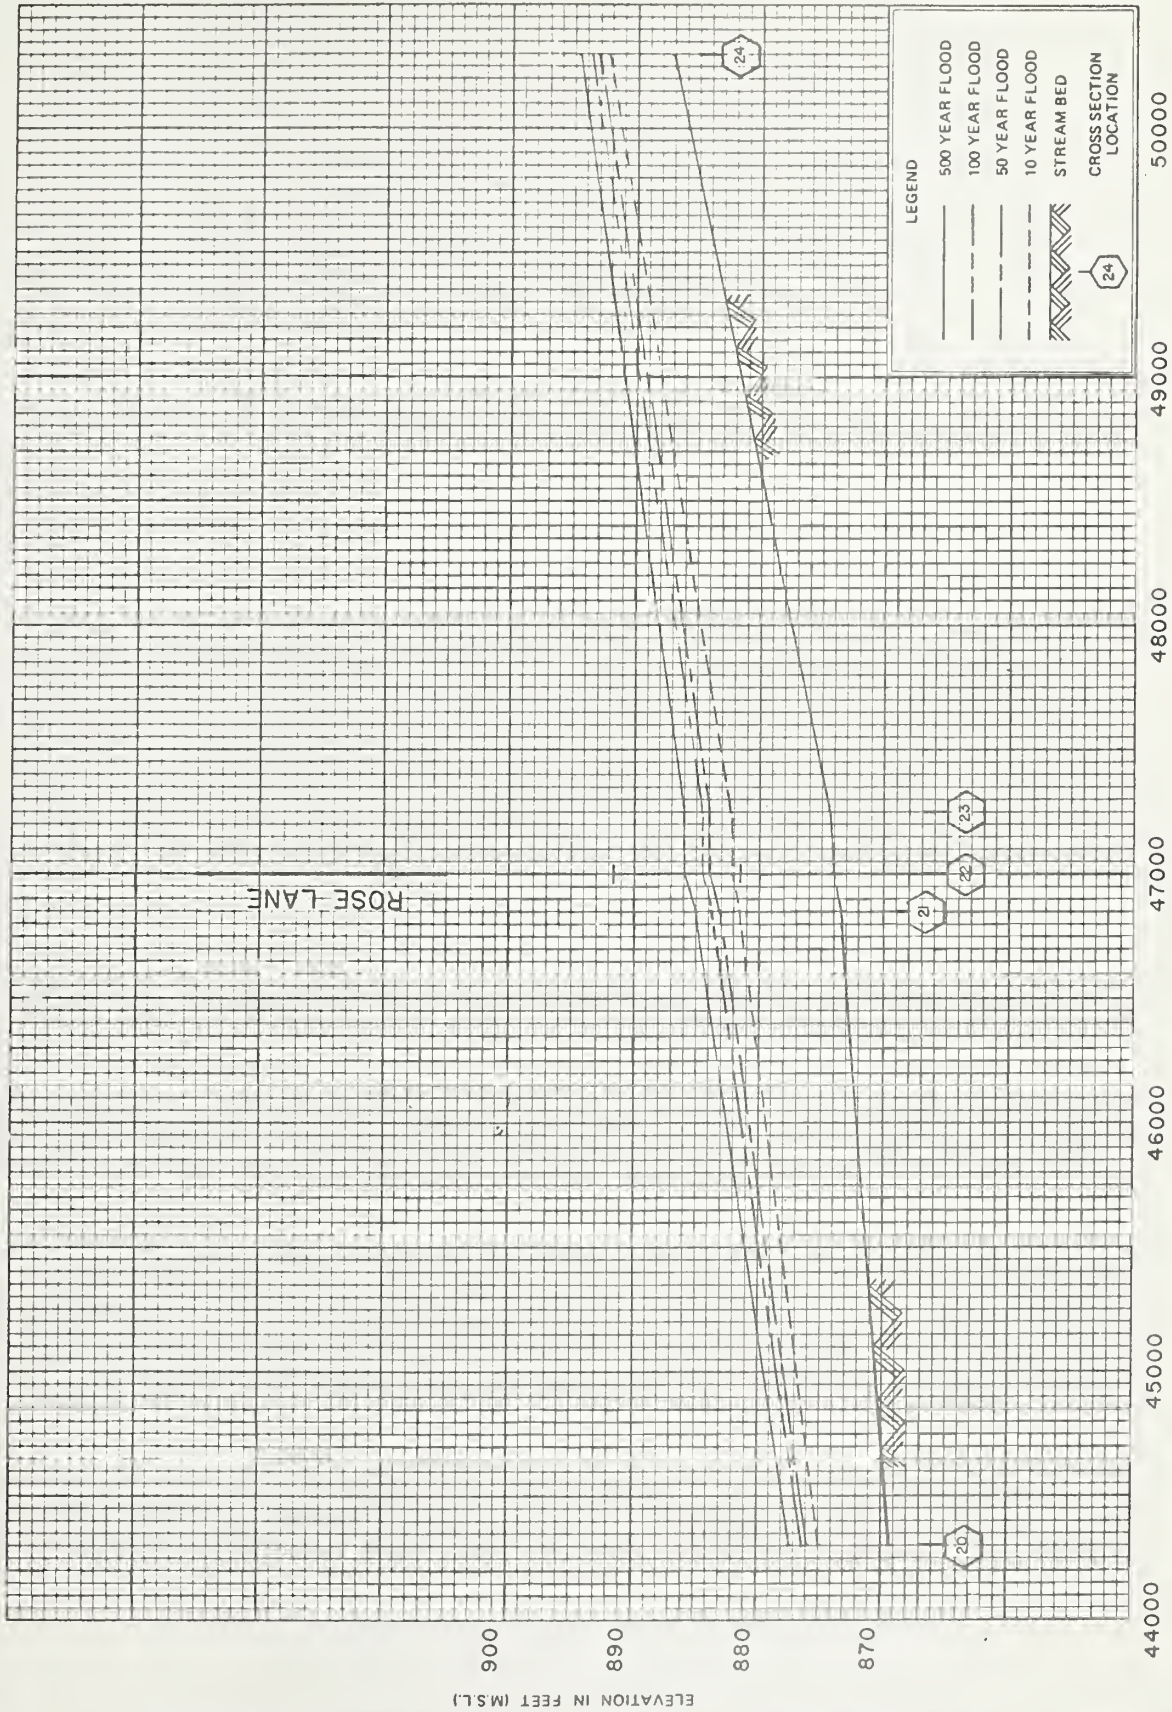 ELEVATION IN FEET (M.S.L.)
900
890
880
870
ROSE LANE
20
21
22
23
24
LEGEND
500 YEAR FLOOD
100 YEAR FLOOD
50 YEAR FLOOD
10 YEAR FLOOD
STREAM BED
24
CROSS SECTION
LOCATION
44000
45000
46000
47000
48000
49000
50000